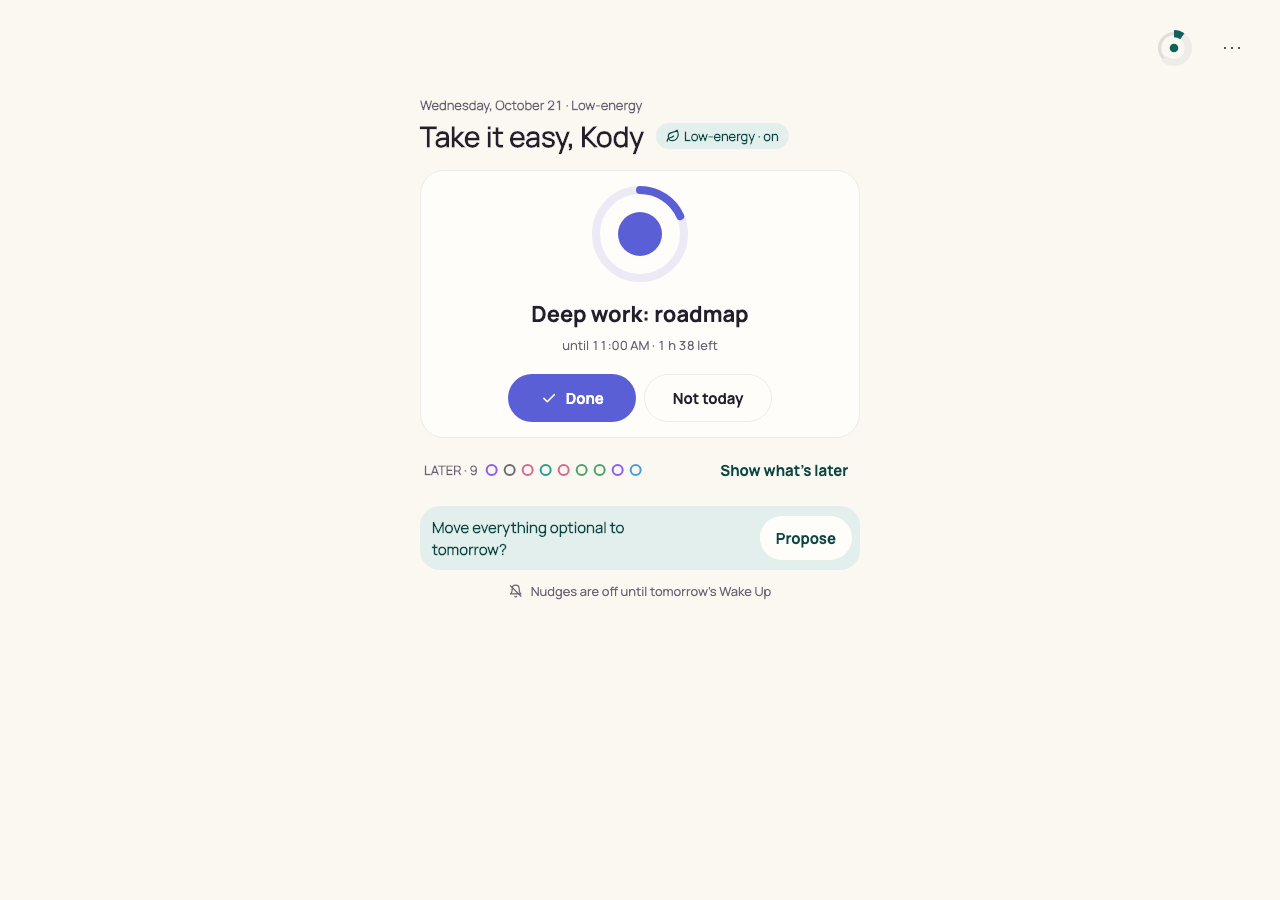 Wednesday, October 21 · Low-energy
Take it easy, Kody
Low-energy · on
Deep work: roadmap
until 11:00 AM · 1 h 38 left
Done
Not today
LATER · 9
Show what's later
Move everything optional to
tomorrow?
Propose
Nudges are off until tomorrow's Wake Up